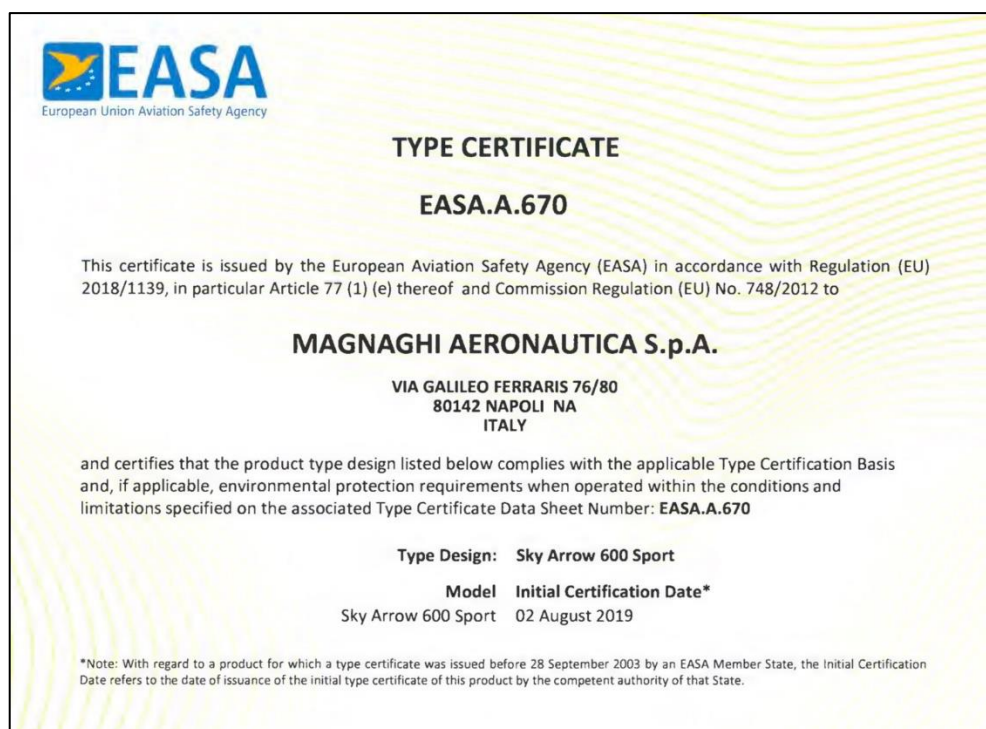 EASA
European Union Aviation Safety Agency
TYPE CERTIFICATE
EASA.A.670
This certificate is issued by the European Aviation Safety Agency (EASA) in accordance with Regulation (EU)
2018/1139, in particular Article 77 (1) (e) thereof and Commission Regulation (EU) No. 748/2012 to
MAGNAGHI AERONAUTICA S.p.A.
VIA GALILEO FERRARIS 76/80
80142 NAPOLI NA
ITALY
and certifies that the product type design listed below complies with the applicable Type Certification Basis
and, if applicable, environmental protection requirements when operated within the conditions and
limitations specified on the associated Type Certificate Data Sheet Number: EASA.A.670
Type Design: Sky Arrow 600 Sport
Model Initial Certification Date*
Sky Arrow 600 Sport 02 August 2019
*Note: With regard to a product for which a type certificate was issued before 28 September 2003 by an EASA Member State, the Initial Certification
Date refers to the date of issuance of the initial type certificate of this product by the competent authority of that State.